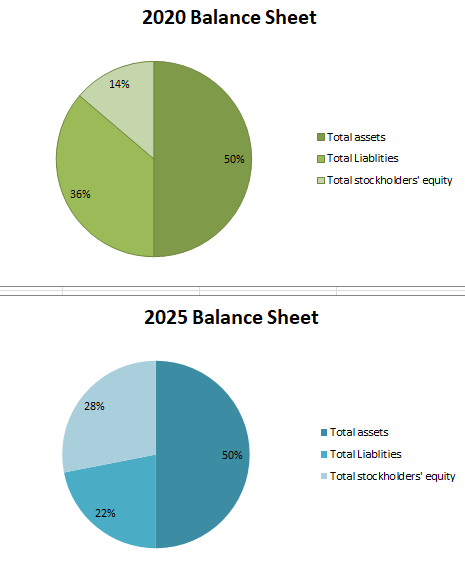 2020 Balance Sheet
14%
50%
36%
Total assets
Total Liablities
Total stockholders' equity
2025 Balance Sheet
28%
50%
22%
Total assets
Total Liablities
Total stockholders' equity